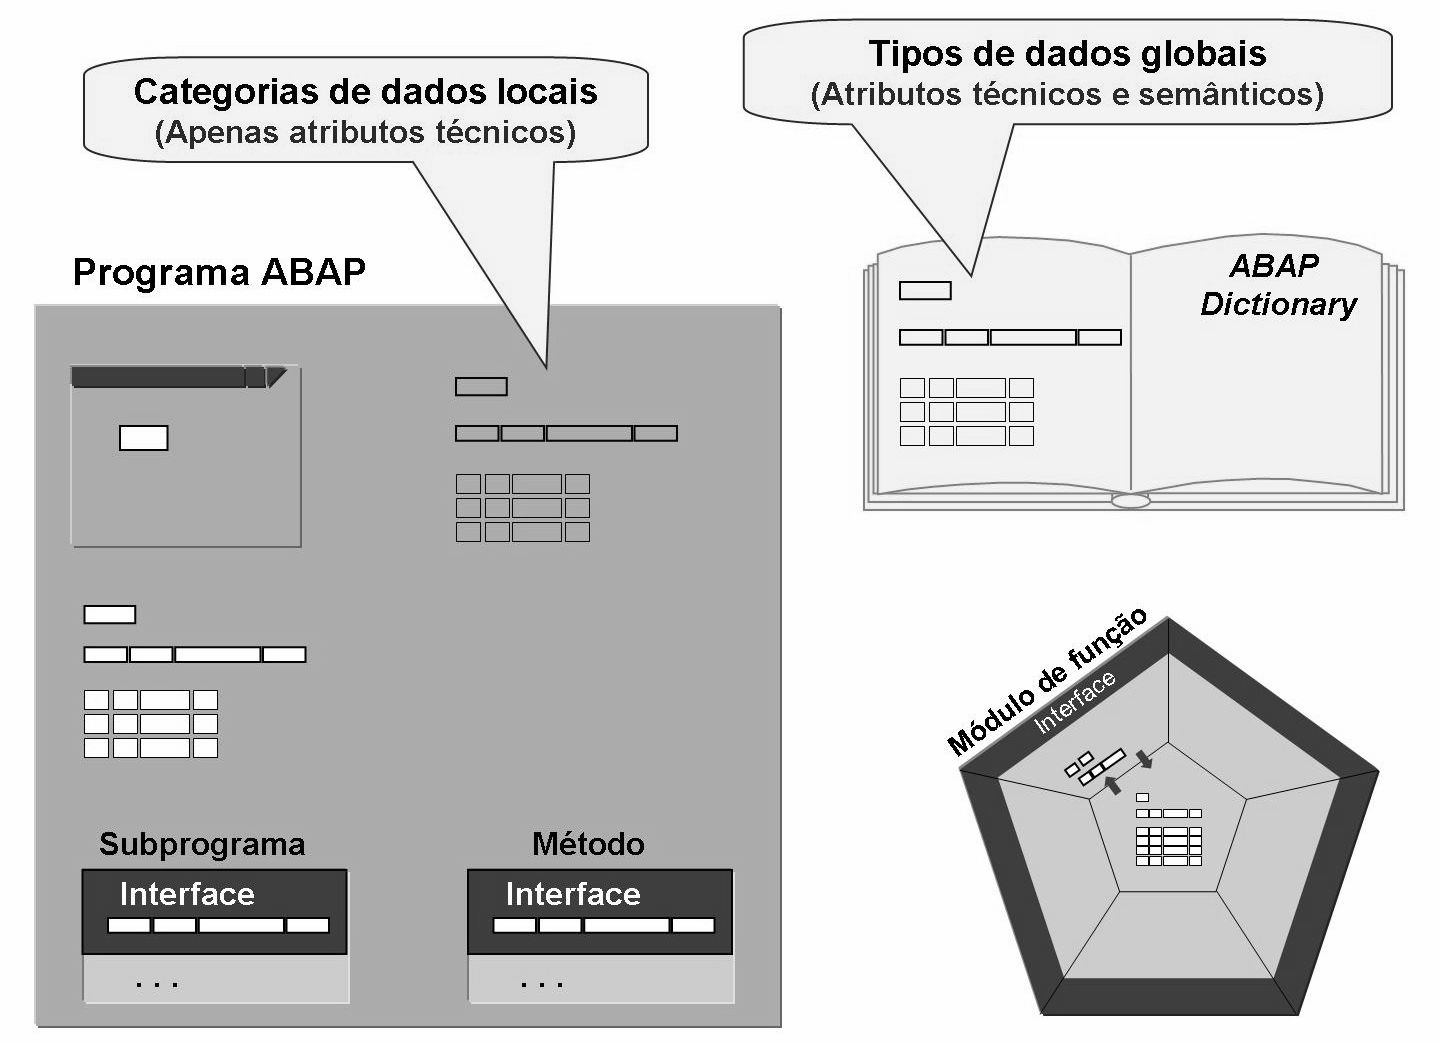 Categorias de dados locais
(Apenas atributos técnicos)
Tipos de dados globais
(Atributos técnicos e semânticos)
Programa ABAP
ABAP
Dictionary
Módulo de função
Interface
Subprograma
Interface
. . .
Método
Interface
. . .